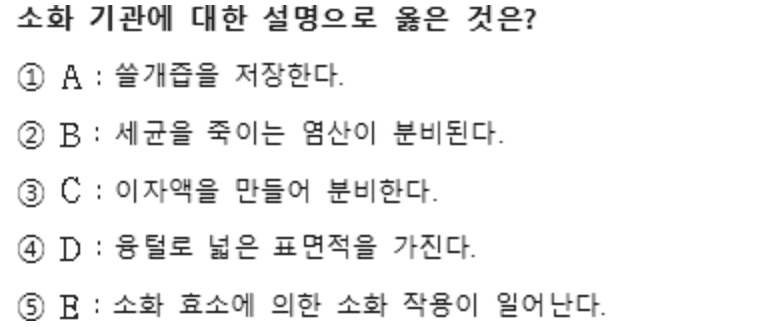 소화 기관에 대한 설명으로 옳은 것은?
① A : 쓸개즙을 저장한다.
② B : 세균을 죽이는 염산이 분비된다.
③ C : 이자액을 만들어 분비한다.
④ D : 융털로 넓은 표면적을 가진다.
⑤ E : 소화 효소에 의한 소화 작용이 일어난다.